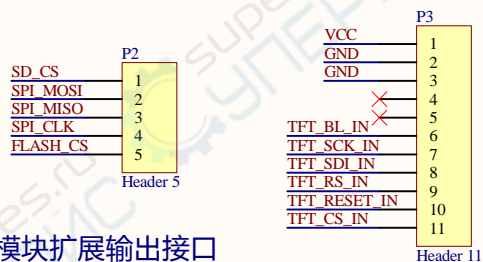 P2
SD_CS 1
SPI_MOSI 2
SPI_MISO 3
SPI_CLK 4
FLASH_CS 5
Header 5
P3
VCC 1
GND 2
GND 3
4
5
TFT_BL_IN 6
TFT_SCK_IN 7
TFT_SDI_IN 8
TFT_RS_IN 9
TFT_RESET_IN 10
TFT_CS_IN 11
Header 11
模块扩展输出接口